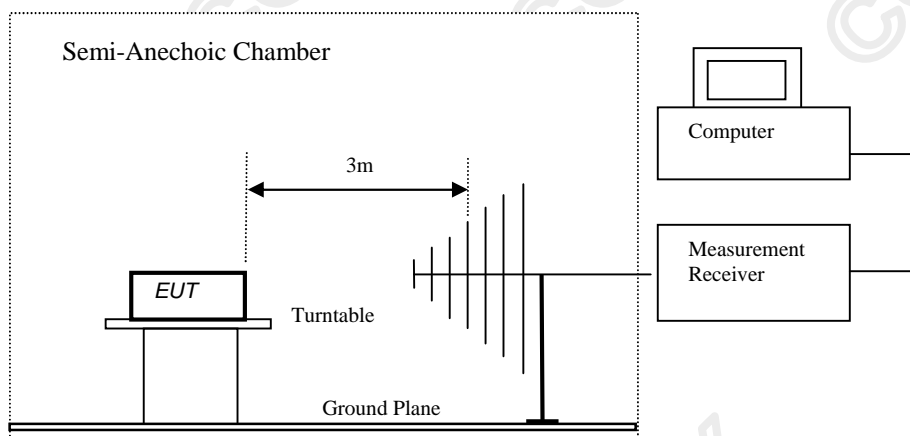 Semi-Anechoic Chamber
Computer
3m
Measurement
Receiver
EUT
Turntable
Ground Plane